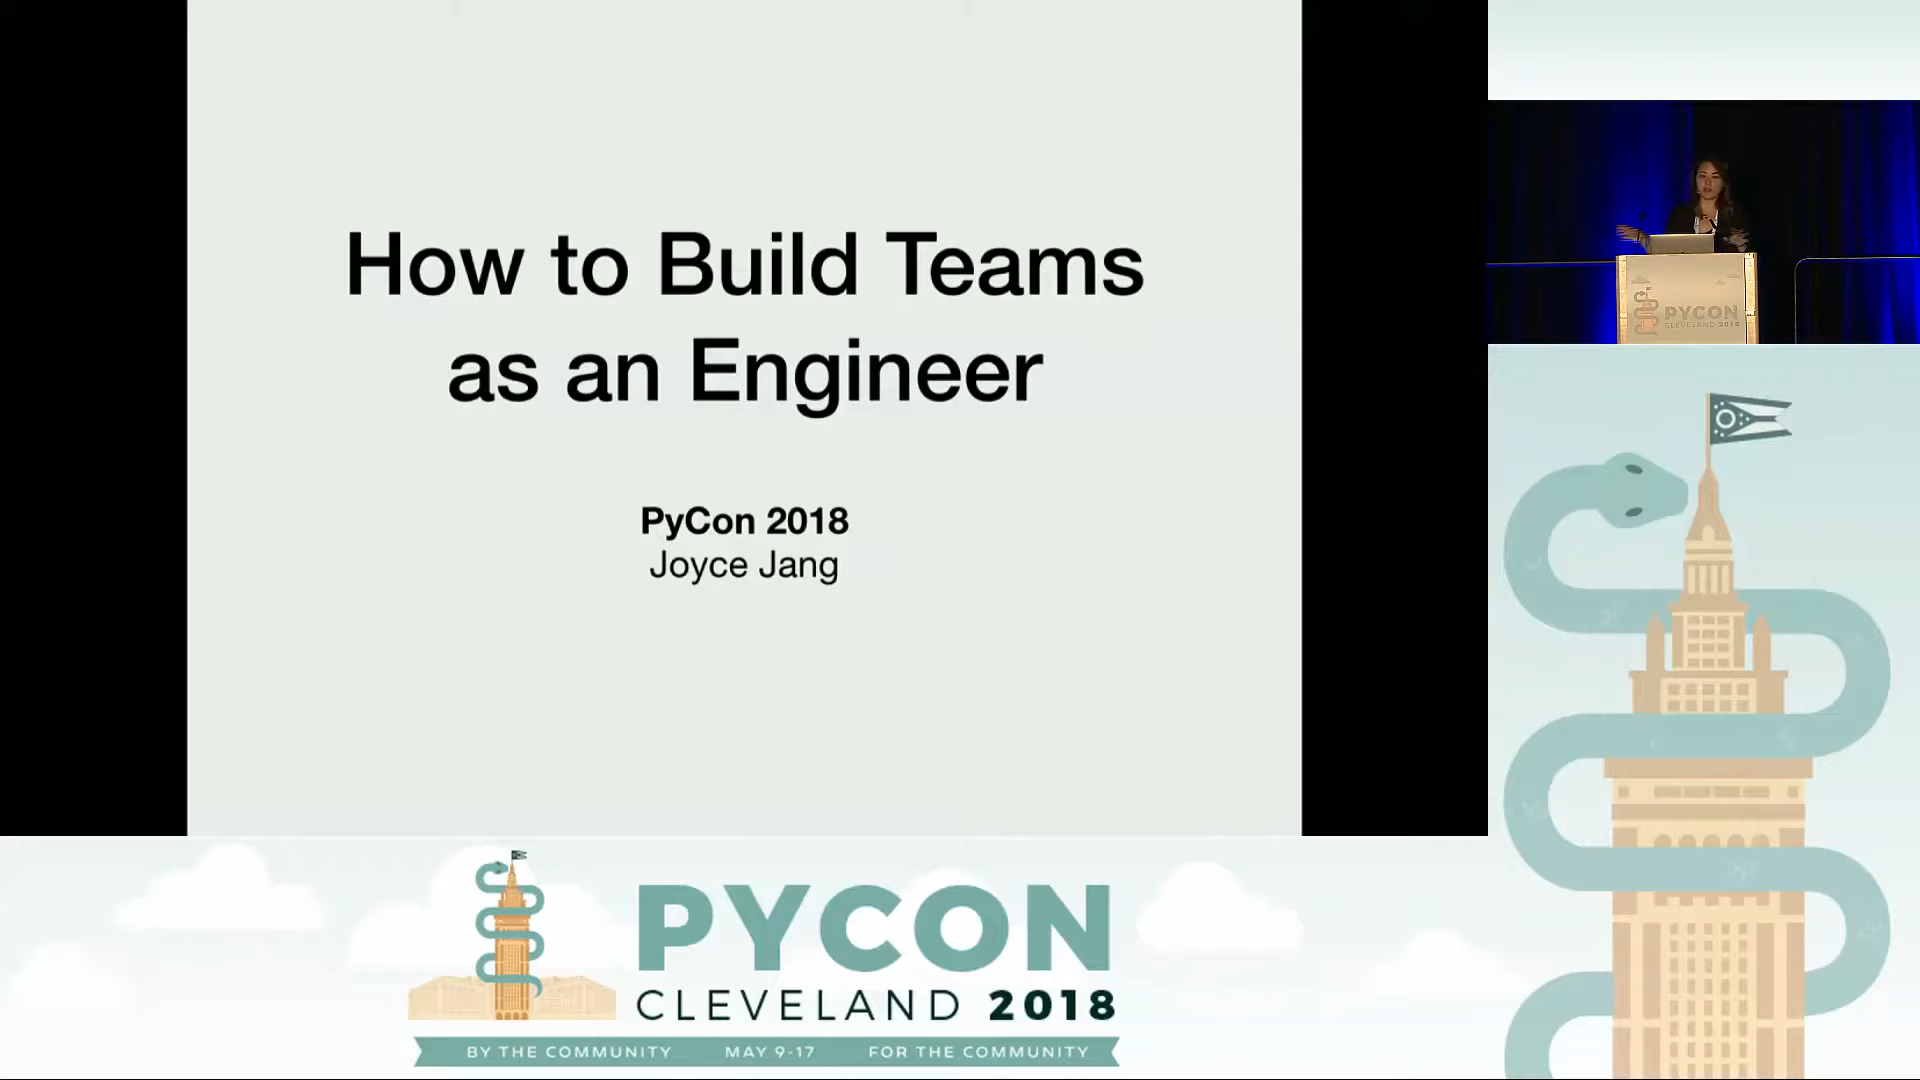 How to Build Teams
as an Engineer
PyCon 2018
Joyce Jang
PYCON
CLEVELAND 2018
PYCON
CLEVELAND 2018
BY THE COMMUNITY MAY 9-17 FOR THE COMMUNITY